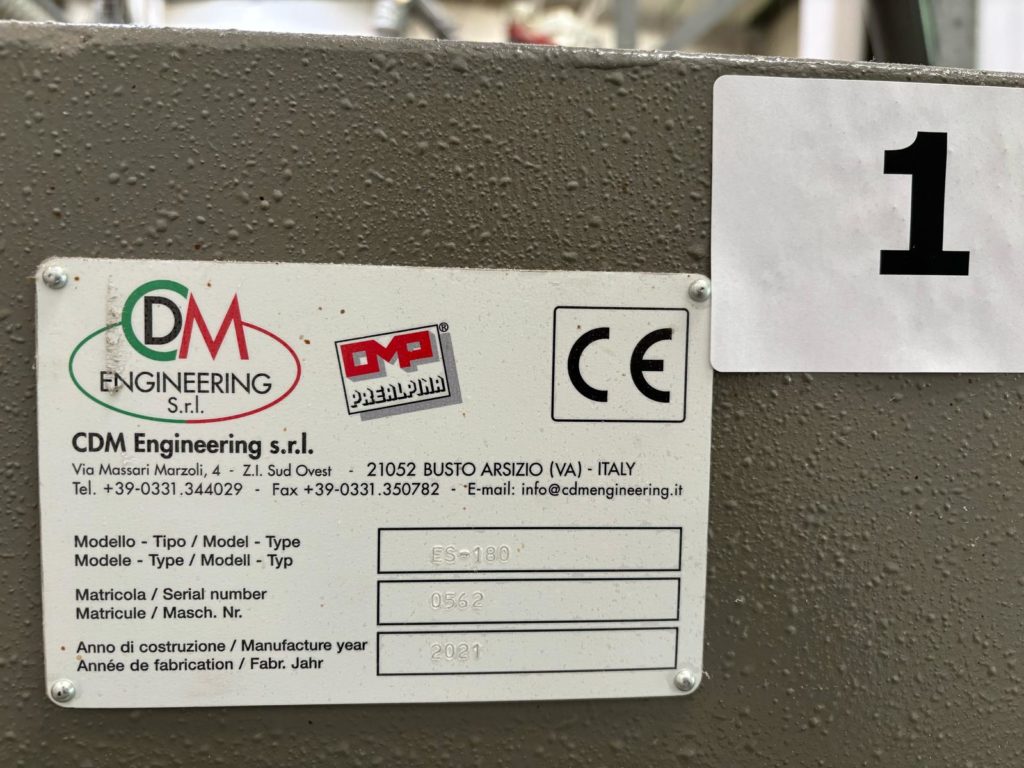 1
CDM
ENGINEERING
S.r.l.
OMP ®
PREALPINA
CE
CDM Engineering s.r.l.
Via Massari Marzoli, 4 - Z.I. Sud Ovest - 21052 BUSTO ARSIZIO (VA) - ITALY
Tel. +39-0331.344029 - Fax +39-0331.350782 - E-mail: info@cdmengineering.it
Modello - Tipo / Model - Type
Modele - Type / Modell - Typ
ES-180
Matricola / Serial number
Matricule / Masch. Nr.
0562
Anno di costruzione / Manufacture year
Année de fabrication / Fabr. Jahr
2021